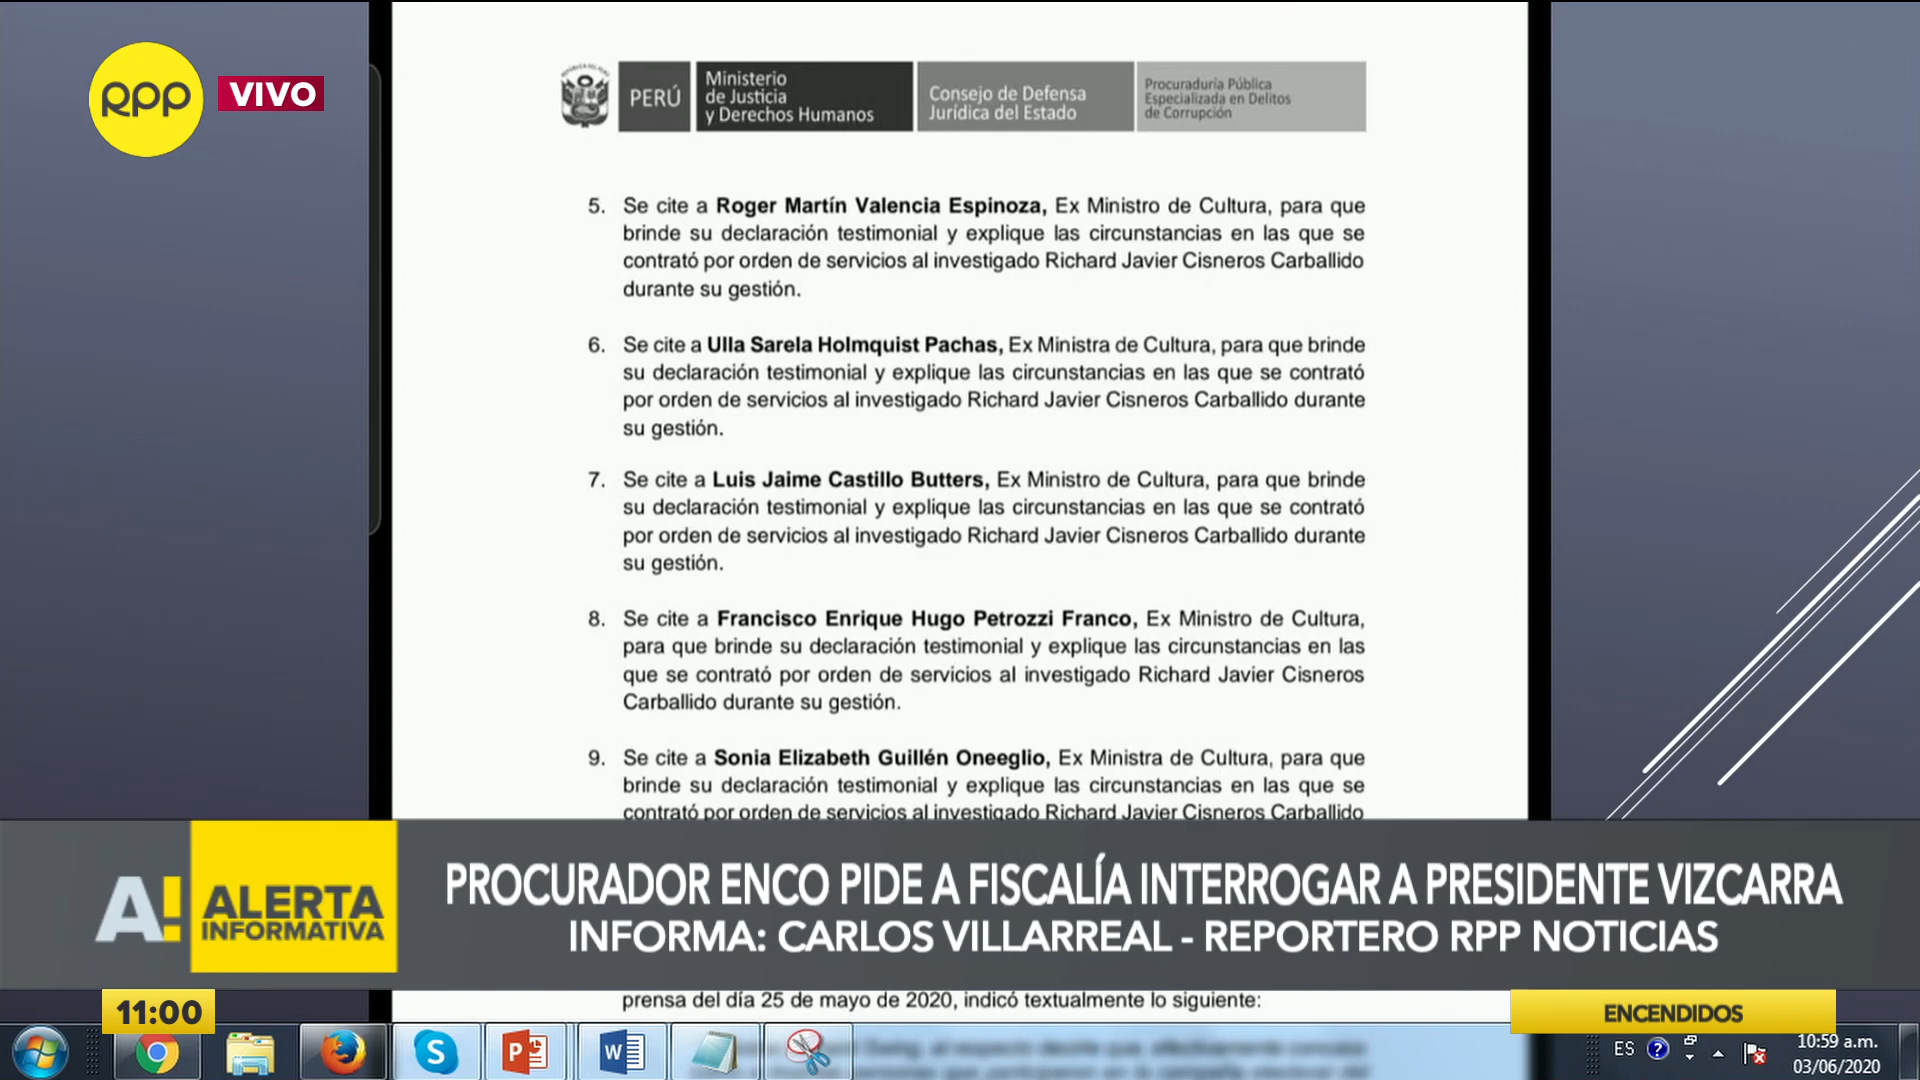 rpp
VIVO
PERÚ
Ministerio
de Justicia
y Derechos Humanos
Consejo de Defensa
Jurídica del Estado
Procuraduría Pública
Especializada en Delitos
de Corrupción
5. Se cite a Roger Martín Valencia Espinoza, Ex Ministro de Cultura, para que
brinde su declaración testimonial y explique las circunstancias en las que se
contrató por orden de servicios al investigado Richard Javier Cisneros Carballido
durante su gestión.
6. Se cite a Ulla Sarela Holmquist Pachas, Ex Ministra de Cultura, para que brinde
su declaración testimonial y explique las circunstancias en las que se contrató
por orden de servicios al investigado Richard Javier Cisneros Carballido durante
su gestión.
7. Se cite a Luis Jaime Castillo Butters, Ex Ministro de Cultura, para que brinde
su declaración testimonial y explique las circunstancias en las que se contrató
por orden de servicios al investigado Richard Javier Cisneros Carballido durante
su gestión.
8. Se cite a Francisco Enrique Hugo Petrozzi Franco, Ex Ministro de Cultura,
para que brinde su declaración testimonial y explique las circunstancias en las
que se contrató por orden de servicios al investigado Richard Javier Cisneros
Carballido durante su gestión.
9. Se cite a Sonia Elizabeth Guillén Oneeglio, Ex Ministra de Cultura, para que
brinde su declaración testimonial y explique las circunstancias en las que se
contrató por orden de servicios al investigado Richard Javier Cisneros Carballido
A! ALERTA
INFORMATIVA
PROCURADOR ENCO PIDE A FISCALÍA INTERROGAR A PRESIDENTE VIZCARRA
INFORMA: CARLOS VILLARREAL - REPORTERO RPP NOTICIAS
prensa del día 25 de mayo de 2020, indicó textualmente lo siguiente:
11:00
ENCENDIDOS
ES
10:59 a.m.
03/06/2020